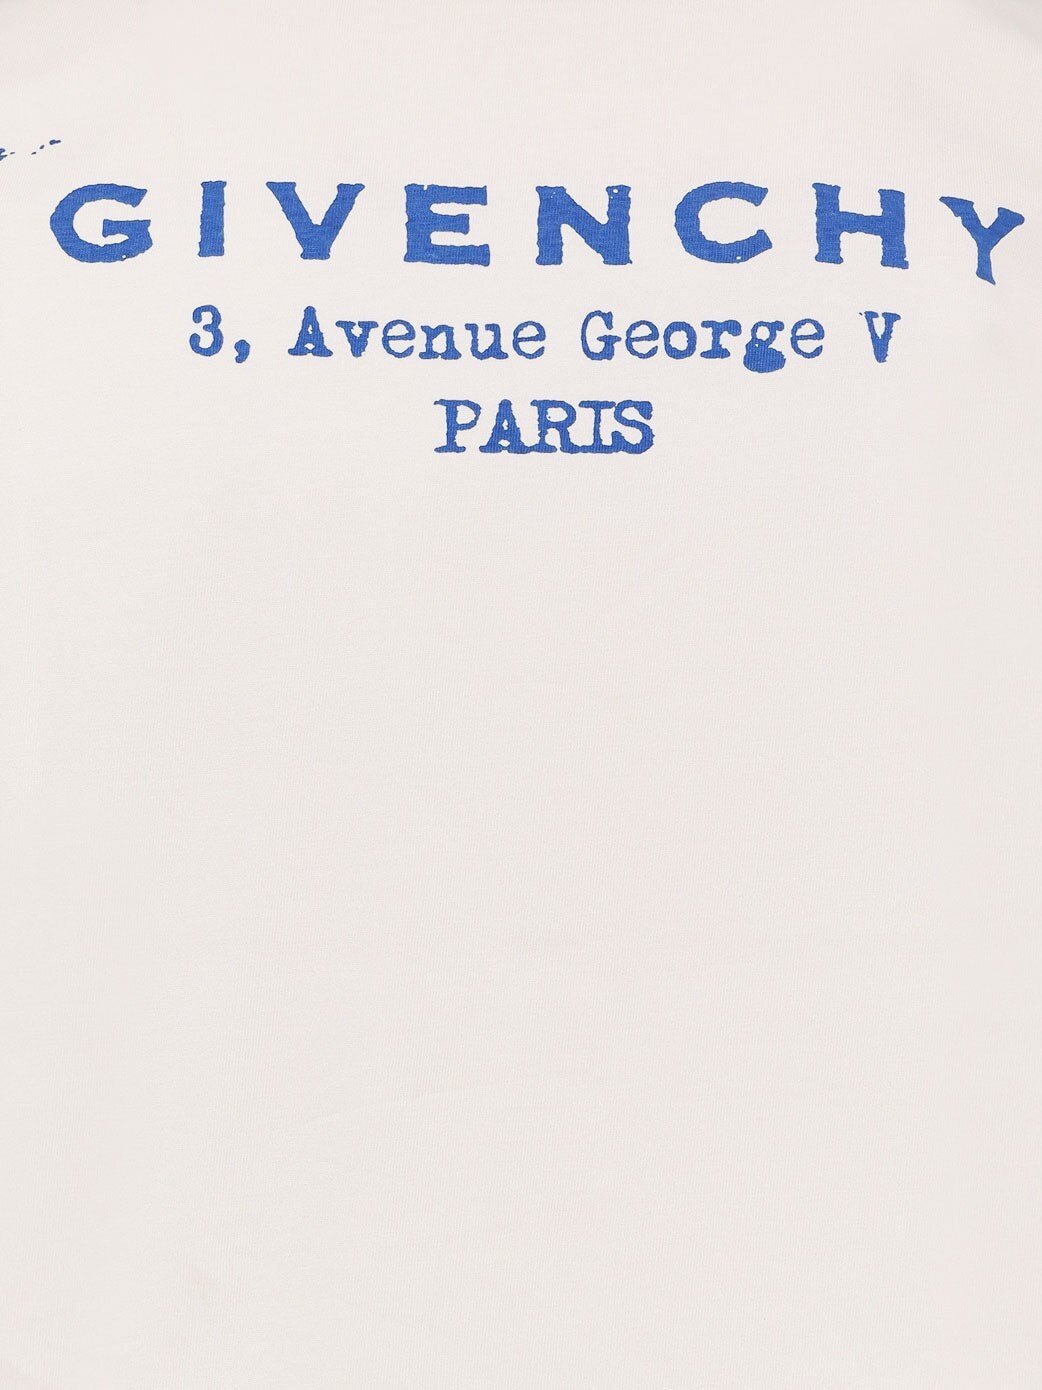 GIVENCHY
3, Avenue George V
PARIS